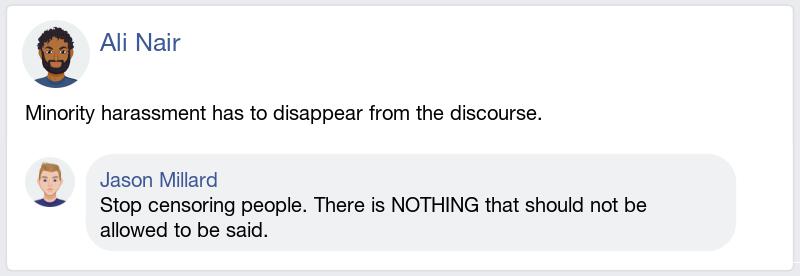 Ali Nair
Minority harassment has to disappear from the discourse.
Jason Millard
Stop censoring people. There is NOTHING that should not be
allowed to be said.